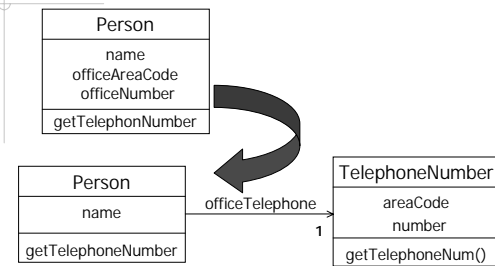 Person
name
officeAreaCode
officeNumber
getTelephonNumber
Person
name
getTelephoneNumber
officeTelephone
1
TelephoneNumber
areaCode
number
getTelephoneNum()